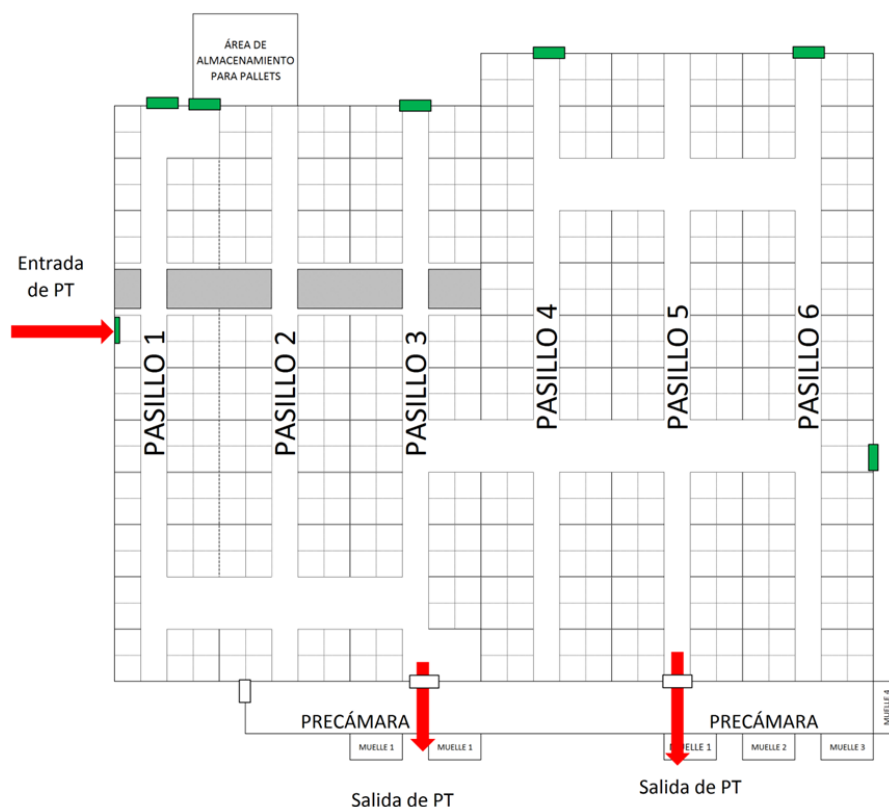 ÁREA DE
ALMACENAMIENTO
PARA PALLETS
Entrada
de PT
PASILLO 1
PASILLO 2
PASILLO 3
PASILLO 4
PASILLO 5
PASILLO 6
PRECÁMARA
PRECÁMARA
MUELLE 4
MUELLE 1
MUELLE 1
MUELLE 1
MUELLE 2
MUELLE 3
Salida de PT
Salida de PT